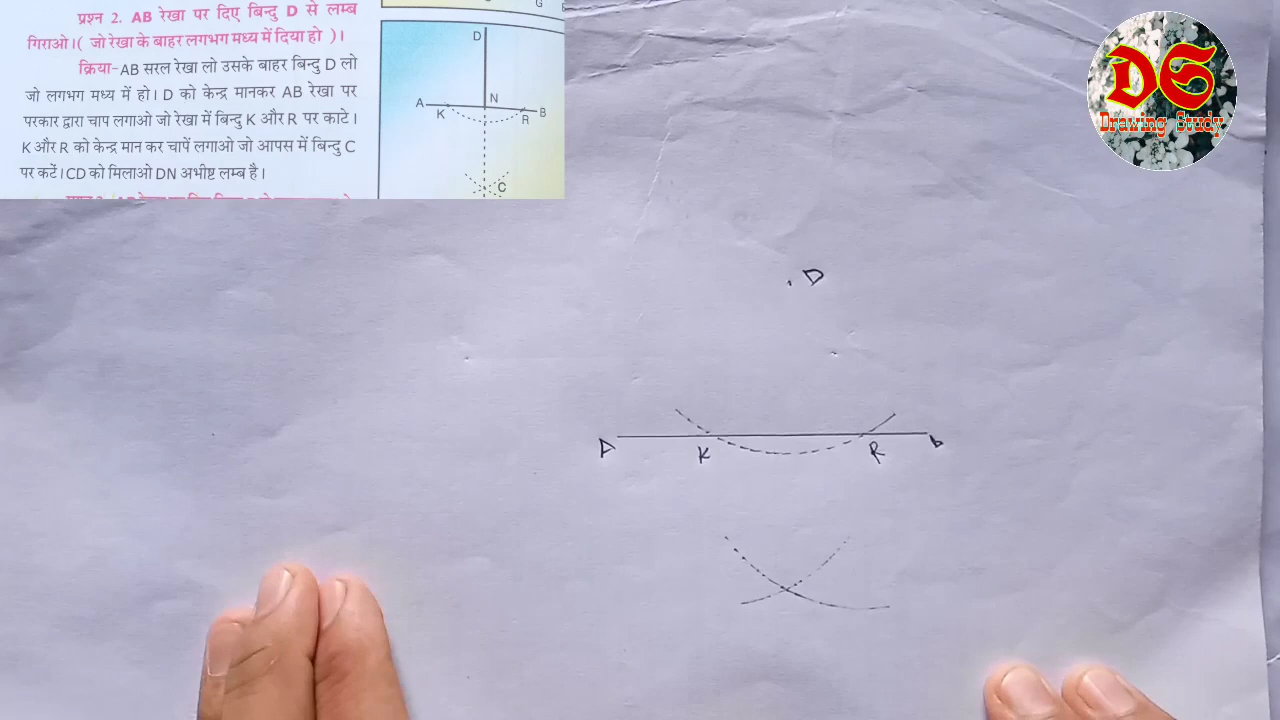 प्रश्न 2. AB रेखा पर दिए बिन्दु D से लम्ब
गिराओ। ( जो रेखा के बाहर लगभग मध्य में दिया हो )।
क्रिया-AB सरल रेखा लो उसके बाहर बिन्दु D लो
जो लगभग मध्य में हो। D को केन्द्र मानकर AB रेखा पर
परकार द्वारा चाप लगाओ जो रेखा में बिन्दु K और R पर काटे।
K और R को केन्द्र मान कर चापें लगाओ जो आपस में बिन्दु C
पर कटें। CD को मिलाओ DN अभीष्ट लम्ब है।
G
D
A
N
B
K
R
C
DS
Drawing Study
D
A
K
R
b